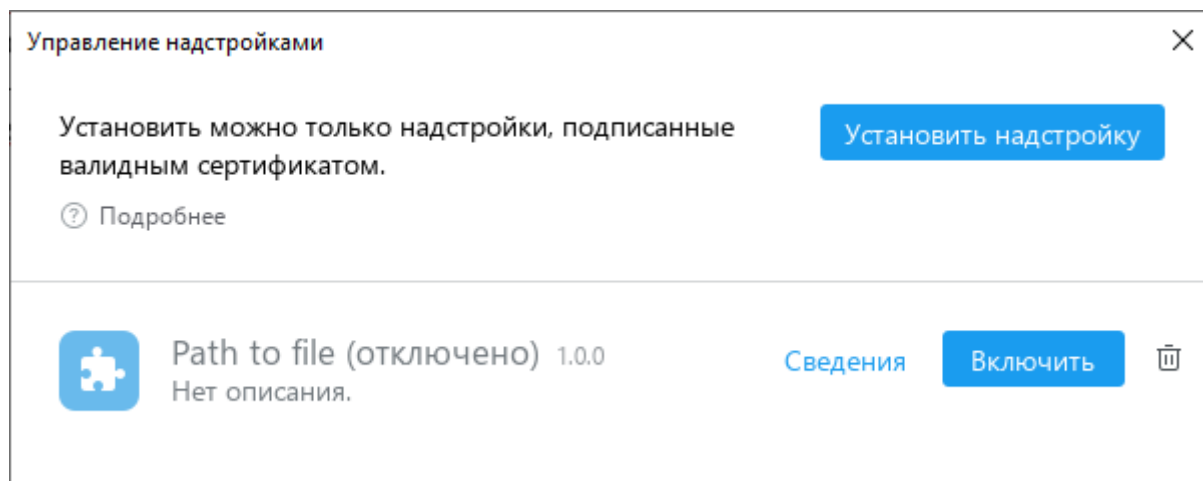 Управление надстройками
Установить можно только надстройки, подписанные
валидным сертификатом.
Установить надстройку
? Подробнее
Path to file (отключено) 1.0.0
Нет описания.
Сведения
Включить